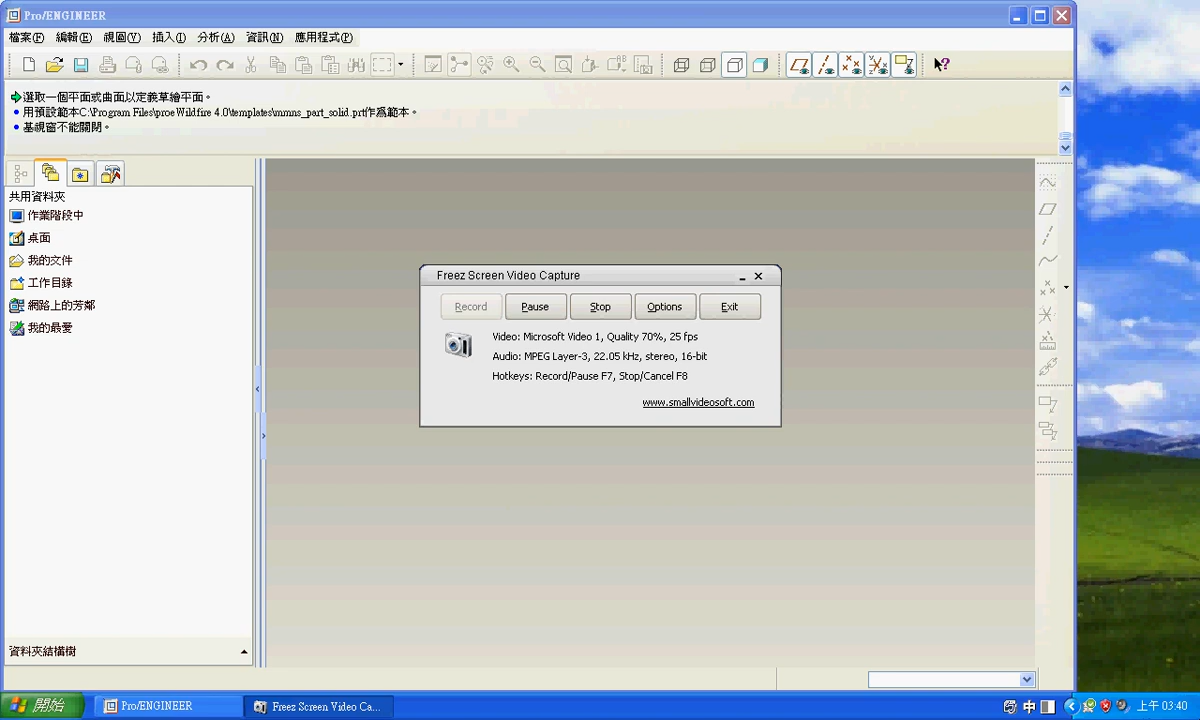 Pro/ENGINEER
檔案(F) 編輯(E) 視圖(V) 插入(I) 分析(A) 資訊(N) 應用程式(P)
選取一個平面或曲面以定義草繪平面。
用預設範本C:\Program Files\proeWildfire 4.0\templates\mmns_part_solid.prt作爲範本。
基視窗不能關閉。
共用資料夾
作業階段中
桌面
我的文件
工作目錄
網路上的芳鄰
我的最愛
資料夾結構樹
Freez Screen Video Capture
Record Pause Stop Options Exit
Video: Microsoft Video 1, Quality 70%, 25 fps
Audio: MPEG Layer-3, 22.05 kHz, stereo, 16-bit
Hotkeys: Record/Pause F7, Stop/Cancel F8
www.smallvideosoft.com
開始 Pro/ENGINEER Freez Screen Video Ca... 中 上午 03:40